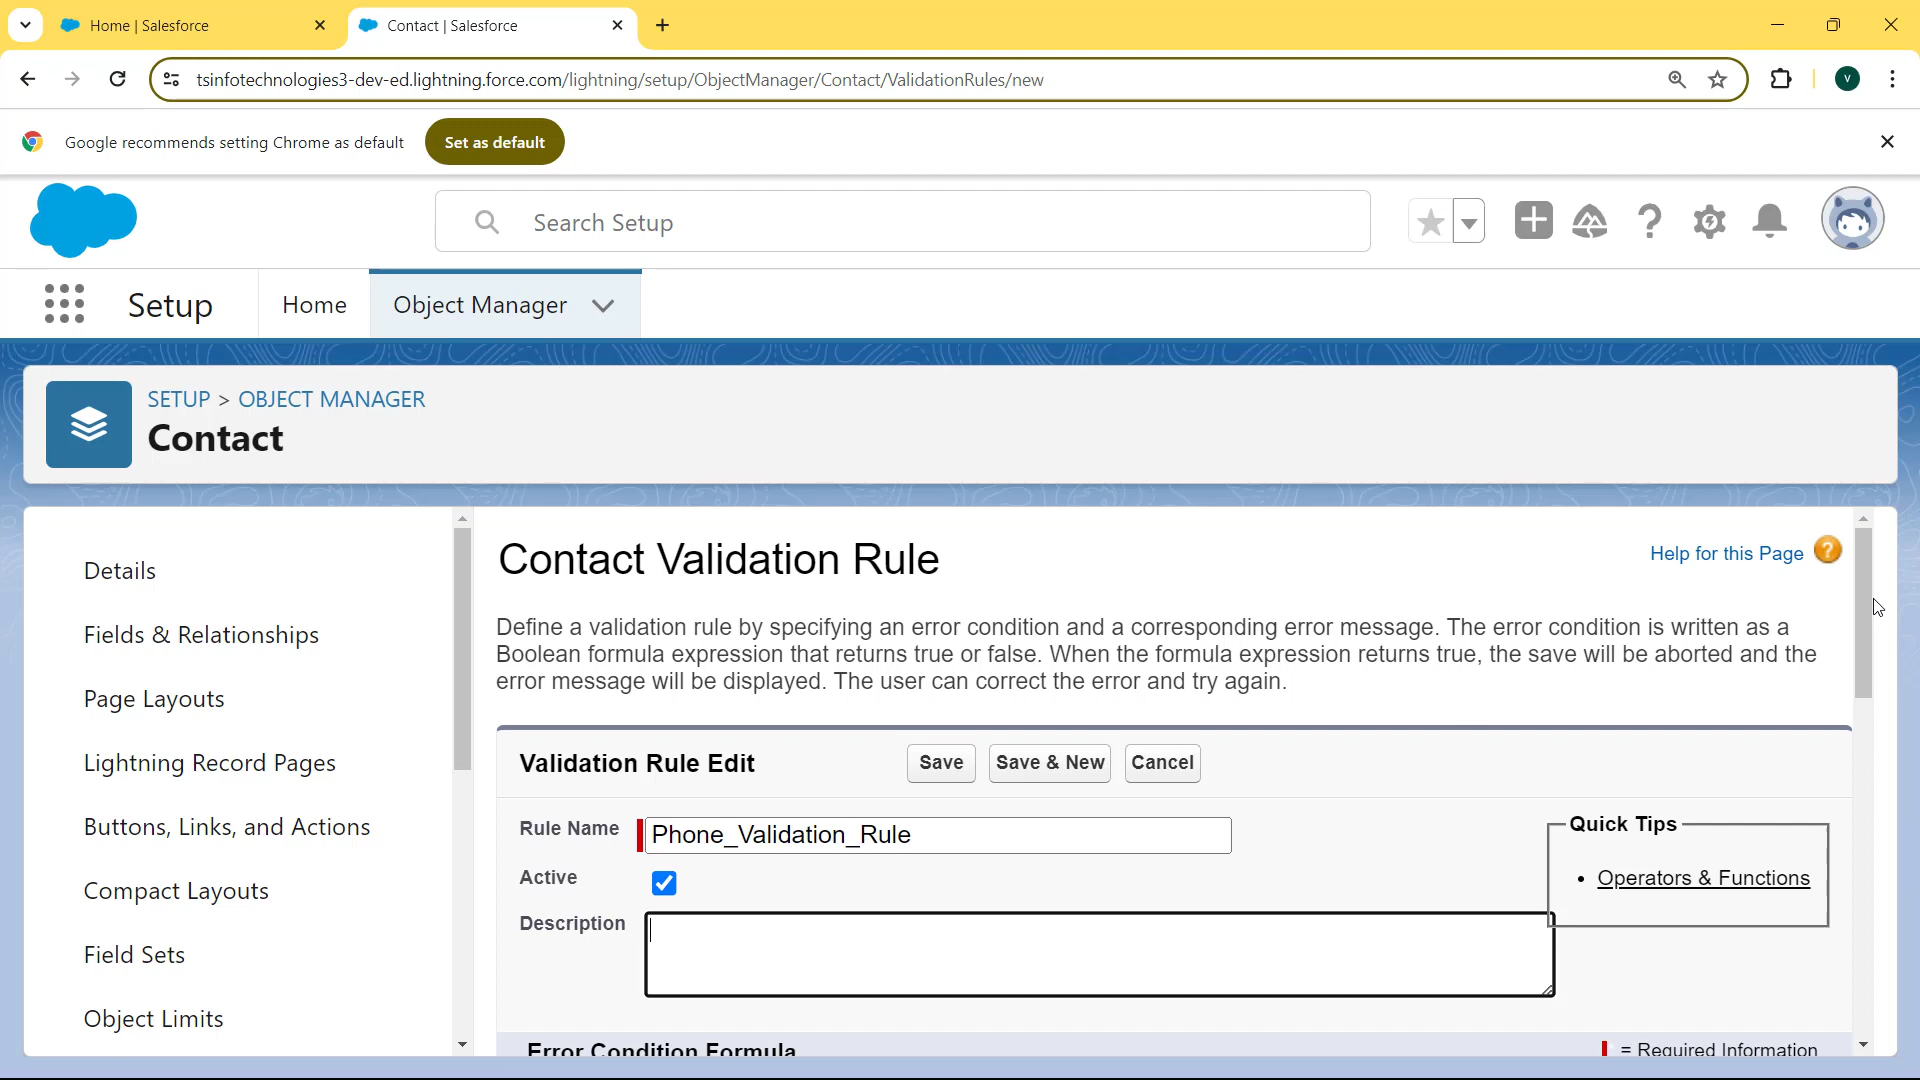 Home | Salesforce
Contact | Salesforce
tsinfotechnologies3-dev-ed.lightning.force.com/lightning/setup/ObjectManager/Contact/ValidationRules/new
V
Google recommends setting Chrome as default
Set as default
Search Setup
Setup
Home
Object Manager
SETUP > OBJECT MANAGER
Contact
Details
Fields & Relationships
Page Layouts
Lightning Record Pages
Buttons, Links, and Actions
Compact Layouts
Field Sets
Object Limits
Contact Validation Rule
Help for this Page
Define a validation rule by specifying an error condition and a corresponding error message. The error condition is written as a
Boolean formula expression that returns true or false. When the formula expression returns true, the save will be aborted and the
error message will be displayed. The user can correct the error and try again.
Validation Rule Edit
Save
Save & New
Cancel
Rule Name
Phone_Validation_Rule
Active
Description
Quick Tips
• Operators & Functions
Error Condition Formula
= Required Information